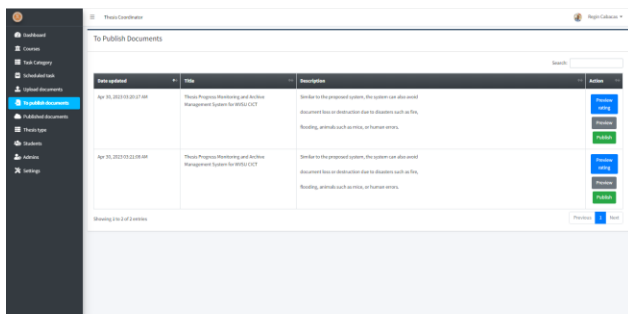 Thesis Coordinator
Regin Cabacas
Dashboard
Courses
Task Category
Scheduled task
Upload documents
To publish documents
Published documents
Thesis type
Students
Admins
Settings
To Publish Documents
Search:
Date updated Title Description Action
Apr 30, 2023 03:20:27 AM
Thesis Progress Monitoring and Archive
Management System for WVSU CICT
Similar to the proposed system, the system can also avoid
document loss or destruction due to disasters such as fire,
flooding, animals such as mice, or human errors.
Preview
rating
Preview
Publish
Apr 30, 2023 03:21:08 AM
Thesis Progress Monitoring and Archive
Management System for WVSU CICT
Similar to the proposed system, the system can also avoid
document loss or destruction due to disasters such as fire,
flooding, animals such as mice, or human errors.
Preview
rating
Preview
Publish
Showing 1 to 2 of 2 entries
Previous 1 Next